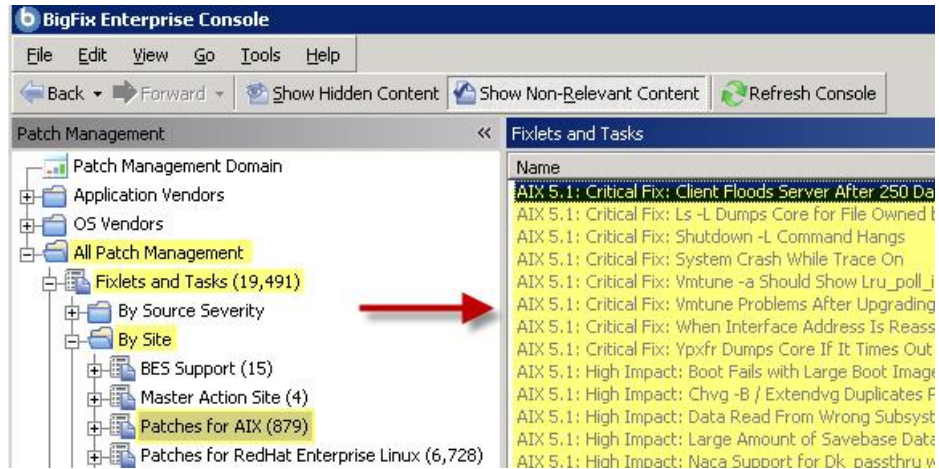 BigFix Enterprise Console
File Edit View Go Tools Help
Back Forward Show Hidden Content Show Non-Relevant Content Refresh Console
Patch Management «
Patch Management Domain
Application Vendors
OS Vendors
All Patch Management
Fixlets and Tasks (19,491)
By Source Severity
By Site
BES Support (15)
Master Action Site (4)
Patches for AIX (879)
Patches for RedHat Enterprise Linux (6,728)
Fixlets and Tasks
Name
AIX 5.1: Critical Fix: Client Floods Server After 250 Da
AIX 5.1: Critical Fix: Ls -L Dumps Core for File Owned b
AIX 5.1: Critical Fix: Shutdown -L Command Hangs
AIX 5.1: Critical Fix: System Crash While Trace On
AIX 5.1: Critical Fix: Vmtune -a Should Show Lru_poll_i
AIX 5.1: Critical Fix: Vmtune Problems After Upgrading
AIX 5.1: Critical Fix: When Interface Address Is Reass
AIX 5.1: Critical Fix: Ypxfr Dumps Core If It Times Out
AIX 5.1: High Impact: Boot Fails with Large Boot Image
AIX 5.1: High Impact: Chvg -B / Extendvg Duplicates P
AIX 5.1: High Impact: Data Read From Wrong Subsyst
AIX 5.1: High Impact: Large Amount of Savebase Data
AIX 5.1: High Impact: Naca Support for Dk_passthru w